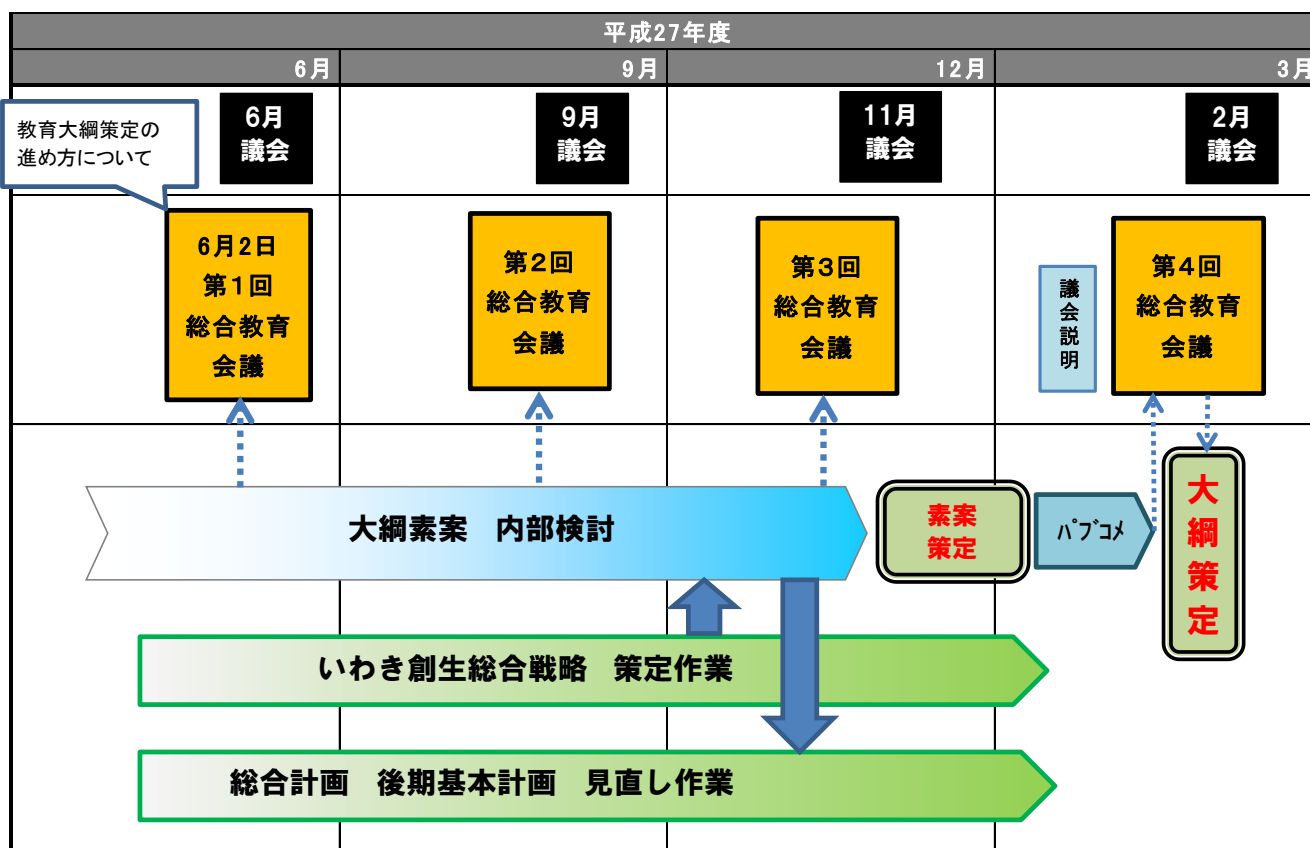 平成27年度
6月
9月
12月
3月
教育大綱策定の
進め方について
6月
議会
9月
議会
11月
議会
2月
議会
6月2日
第1回
総合教育
会議
第2回
総合教育
会議
第3回
総合教育
会議
議会説明
第4回
総合教育
会議
大綱素案 内部検討
素案
策定
パブコメ
大綱策定
いわき創生総合戦略 策定作業
総合計画 後期基本計画 見直し作業